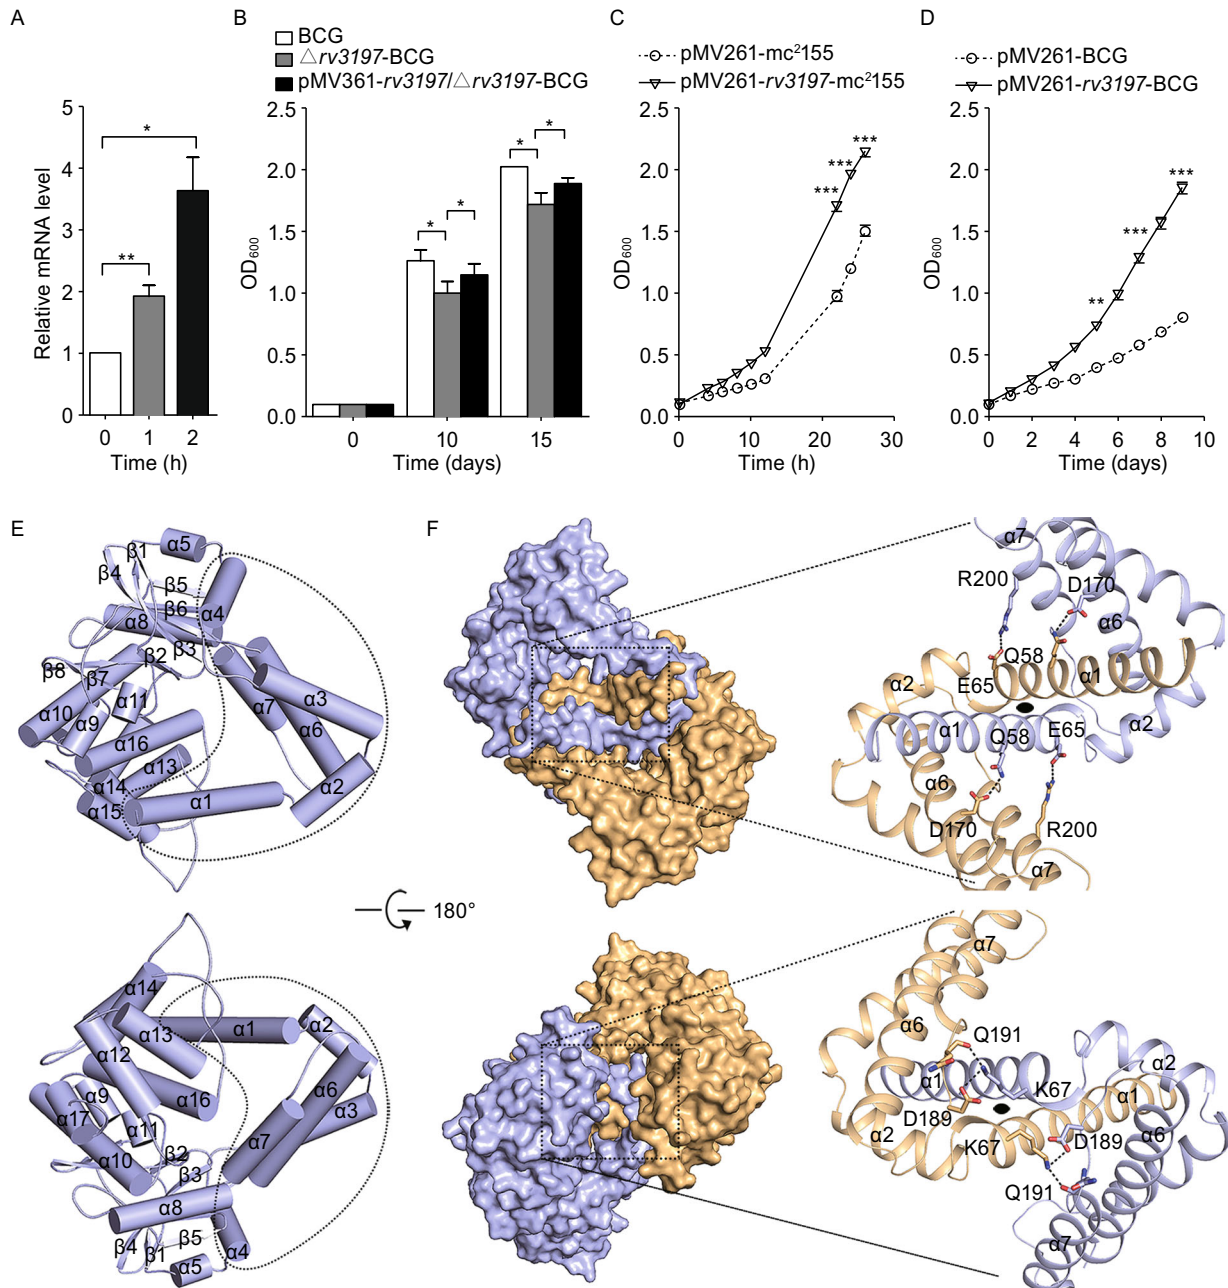 A
Relative mRNA level
5
4
3
2
1
0
*
**
0 1 2
Time (h)
B
BCG
△rv3197-BCG
pMV361-rv3197/△rv3197-BCG
OD600
2.5
2.0
1.5
1.0
0.5
0.0
* *
* *
0 10 15
Time (days)
C
pMV261-mc²155
pMV261-rv3197-mc²155
OD600
2.5
2.0
1.5
1.0
0.5
0.0
***
***
***
0 10 20 30
Time (h)
D
pMV261-BCG
pMV261-rv3197-BCG
OD600
2.5
2.0
1.5
1.0
0.5
0.0
***
***
**
0 2 4 6 8 10
Time (days)
E
α5
β1
β4
β5
β6
α4
α8
β3
β2
β8
β7
α11
α10
α9
α7
α3
α6
α16
α13
α2
α14
α15
α1
180°
α14
α13
α1
α2
α12
α6
α9
α16
α3
α17
α11
α7
α10
β2
β3
α8
β5
β4
β1
α4
α5
F
α7
R200
D170
α6
Q58
α2
E65
α1
α1
Q58
E65
α2
α6
D170
R200
α7
α7
α6
Q191
α2
α1
K67
α1
D189
α2
K67
D189
α6
Q191
α7